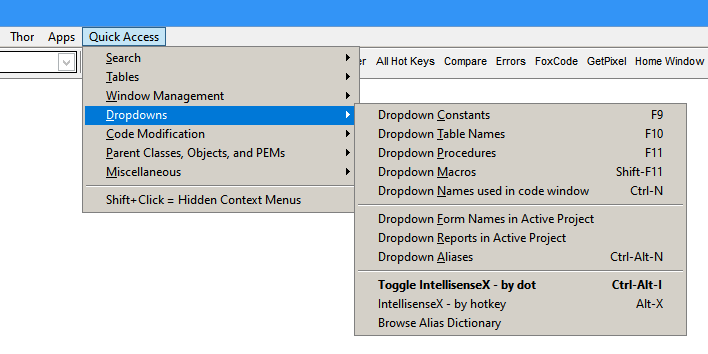 Thor Apps Quick Access
er All Hot Keys Compare Errors FoxCode GetPixel Home Window
Search
Tables
Window Management
Dropdowns
Code Modification
Parent Classes, Objects, and PEMs
Miscellaneous
Shift+Click = Hidden Context Menus
Dropdown Constants F9
Dropdown Table Names F10
Dropdown Procedures F11
Dropdown Macros Shift-F11
Dropdown Names used in code window Ctrl-N
Dropdown Form Names in Active Project
Dropdown Reports in Active Project
Dropdown Aliases Ctrl-Alt-N
Toggle IntellisenseX - by dot Ctrl-Alt-I
IntellisenseX - by hotkey Alt-X
Browse Alias Dictionary